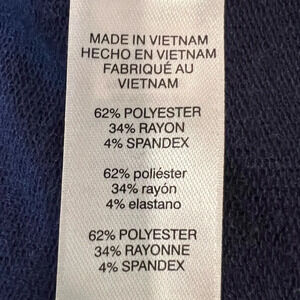 MADE IN VIETNAM
HECHO EN VIETNAM
FABRIQUÉ AU
VIETNAM
62% POLYESTER
34% RAYON
4% SPANDEX
62% poliéster
34% rayón
4% elastano
62% POLYESTER
34% RAYONNE
4% SPANDEX